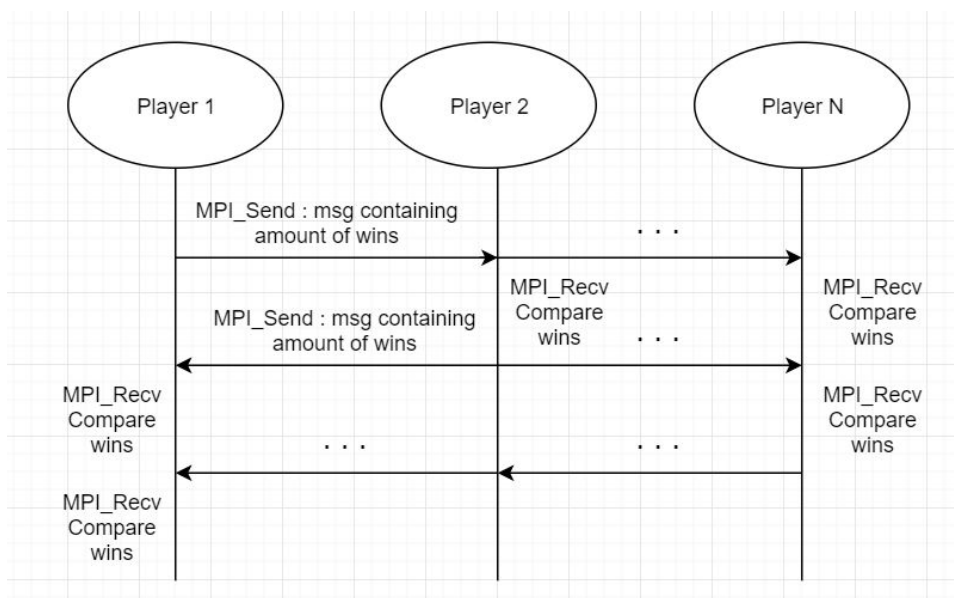 Player 1
Player 2
Player N
MPI_Send : msg containing
amount of wins
. . .
MPI_Recv
Compare
wins
MPI_Recv
Compare
wins
MPI_Send : msg containing
amount of wins
. . .
MPI_Recv
Compare
wins
MPI_Recv
Compare
wins
. . .
. . .
MPI_Recv
Compare
wins